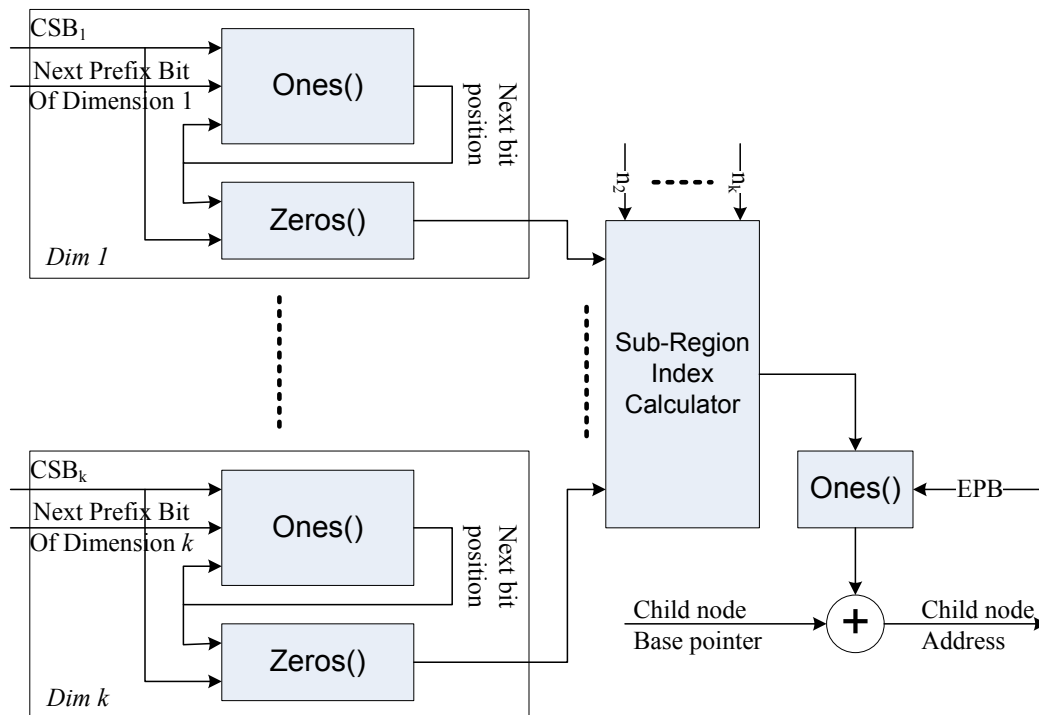 CSB₁
Next Prefix Bit
Of Dimension 1
Ones()
Next bit
position
Zeros()
Dim 1
n₂
nₖ
Sub-Region
Index
Calculator
CSBₖ
Next Prefix Bit
Of Dimension k
Ones()
Next bit
position
Zeros()
Dim k
Ones()
EPB
Child node
Base pointer
+
Child node
Address